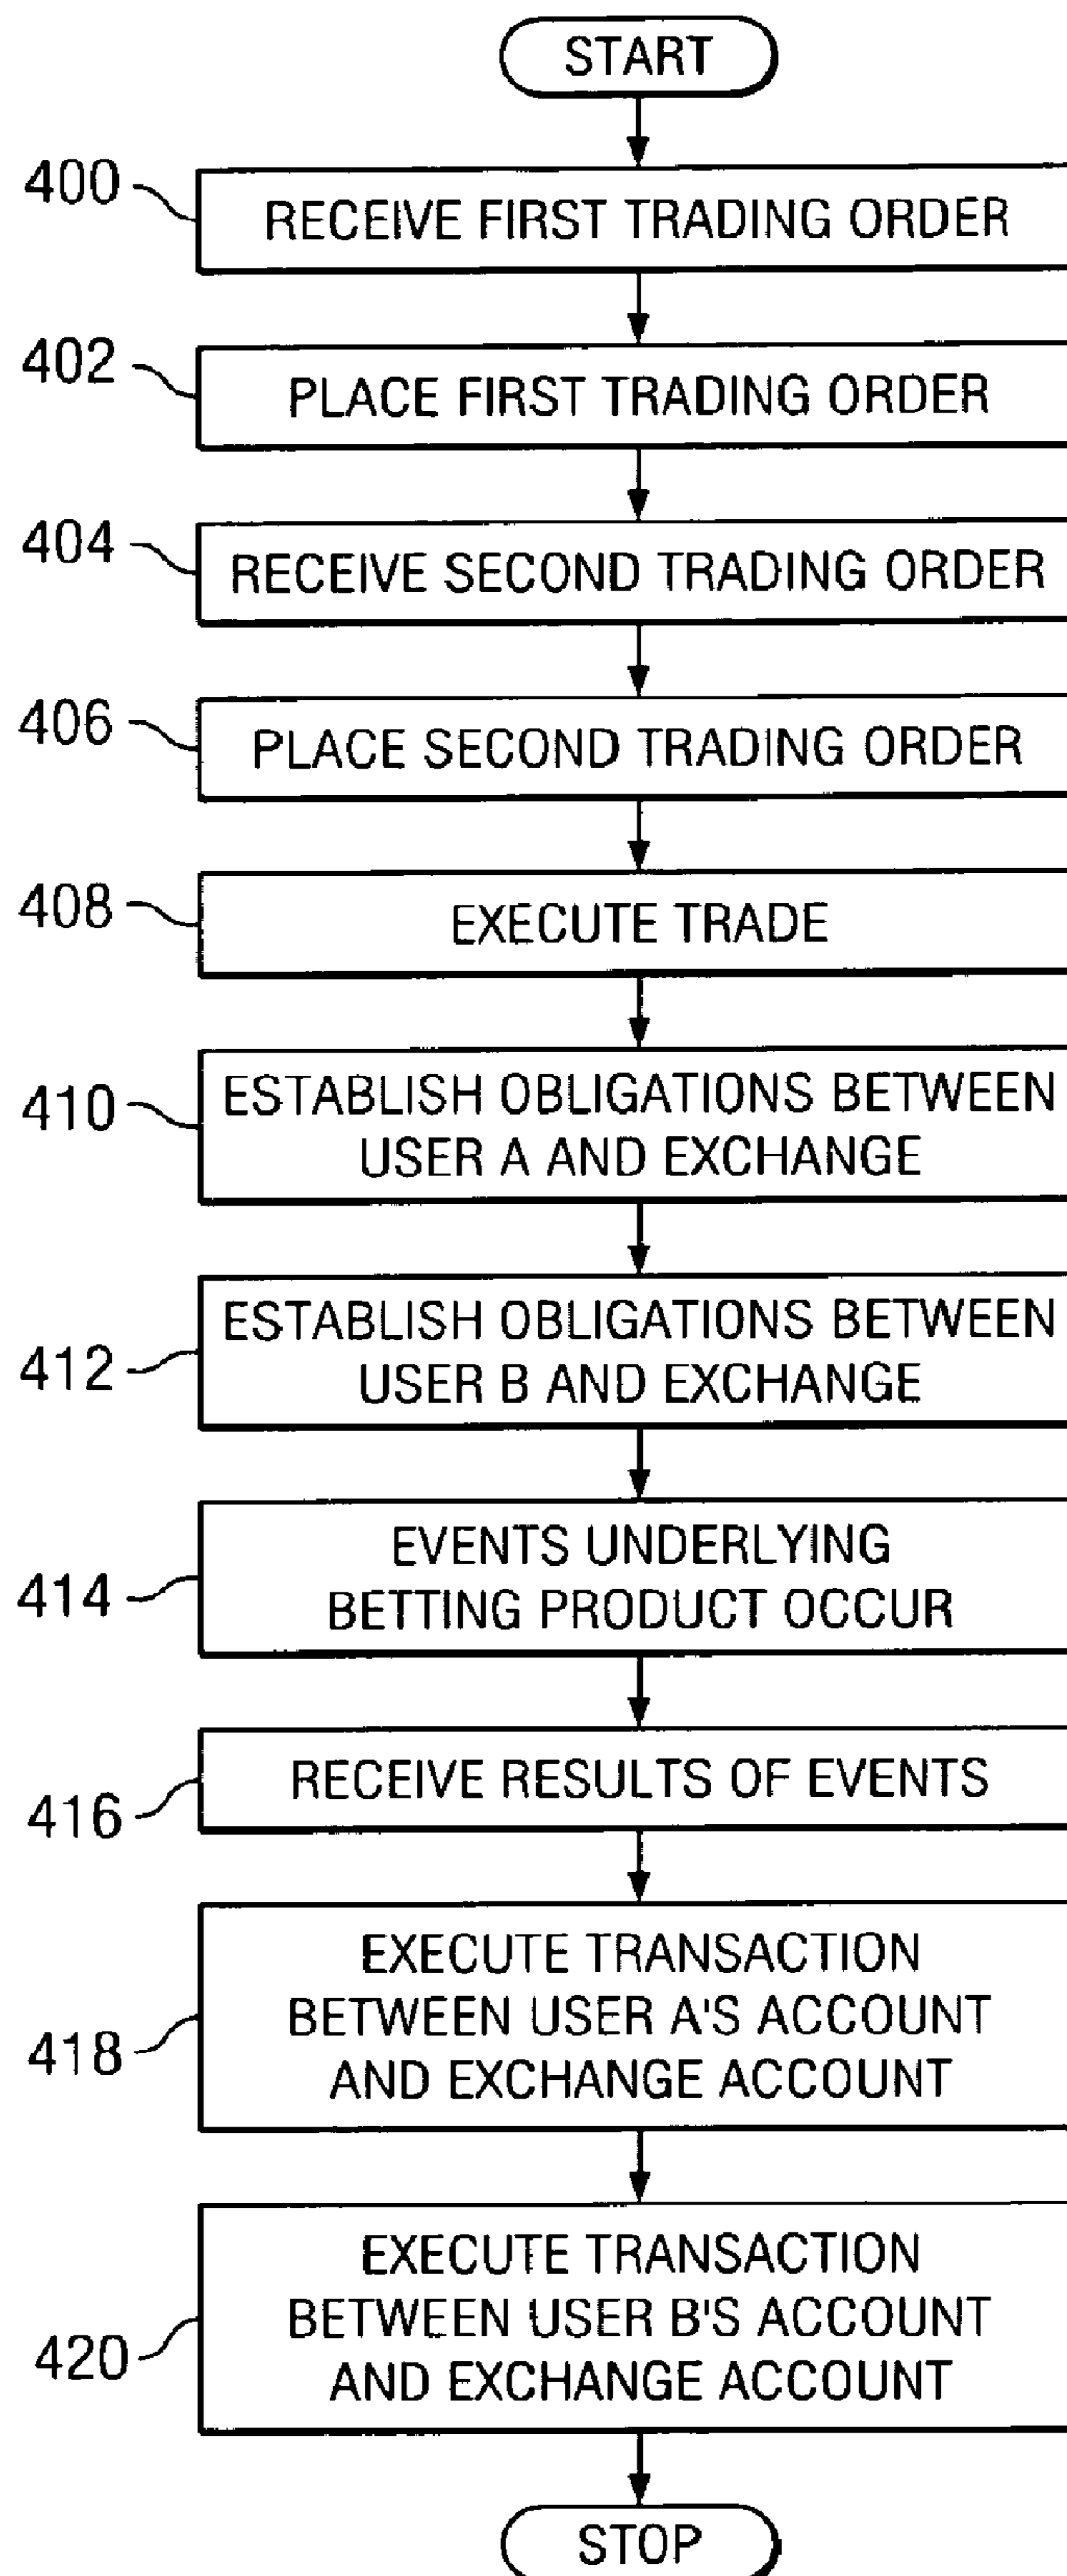 START
400
RECEIVE FIRST TRADING ORDER
402
PLACE FIRST TRADING ORDER
404
RECEIVE SECOND TRADING ORDER
406
PLACE SECOND TRADING ORDER
408
EXECUTE TRADE
410
ESTABLISH OBLIGATIONS BETWEEN
USER A AND EXCHANGE
412
ESTABLISH OBLIGATIONS BETWEEN
USER B AND EXCHANGE
414
EVENTS UNDERLYING
BETTING PRODUCT OCCUR
416
RECEIVE RESULTS OF EVENTS
418
EXECUTE TRANSACTION
BETWEEN USER A'S ACCOUNT
AND EXCHANGE ACCOUNT
420
EXECUTE TRANSACTION
BETWEEN USER B'S ACCOUNT
AND EXCHANGE ACCOUNT
STOP